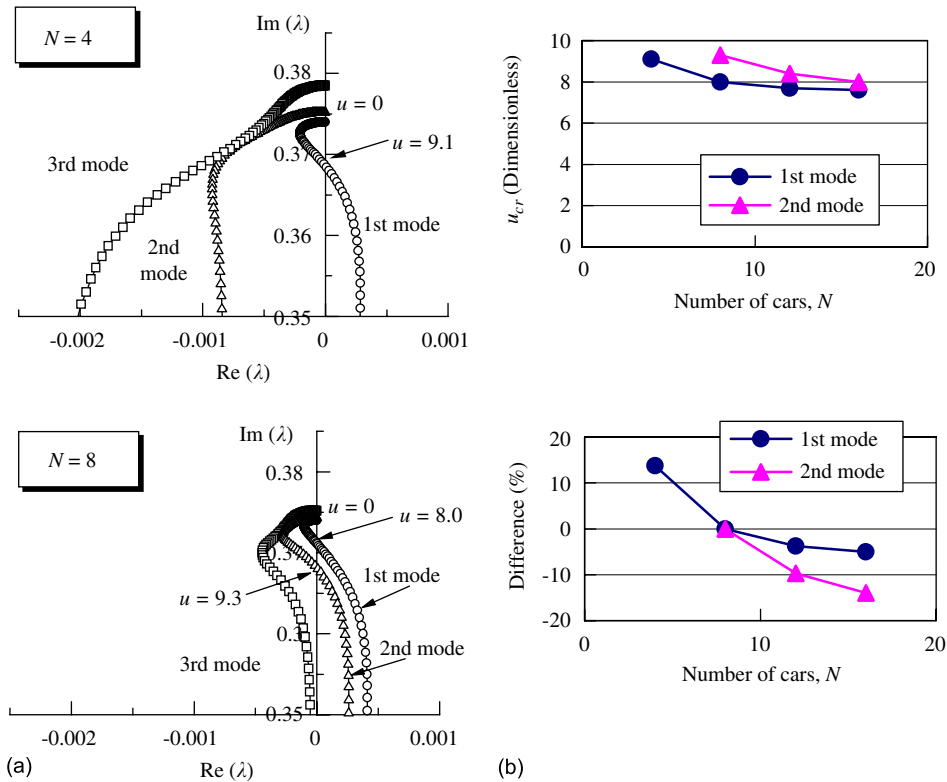 N = 4
Im (λ)
0.38
u = 0
0.37
u = 9.1
3rd mode
1st mode
0.36
2nd
mode
0.35
-0.002
-0.001
0
0.001
Re (λ)
N = 8
Im (λ)
0.38
u = 0
u = 8.0
0.37
1st mode
u = 9.3
0.3
2nd mode
3rd mode
0.35
-0.002
-0.001
0
0.001
(a)
Re (λ)
10
8
6
4
2
0
u_cr (Dimensionless)
1st mode
2nd mode
0
10
20
Number of cars, N
20
10
0
-10
-20
Difference (%)
1st mode
2nd mode
0
10
20
Number of cars, N
(b)